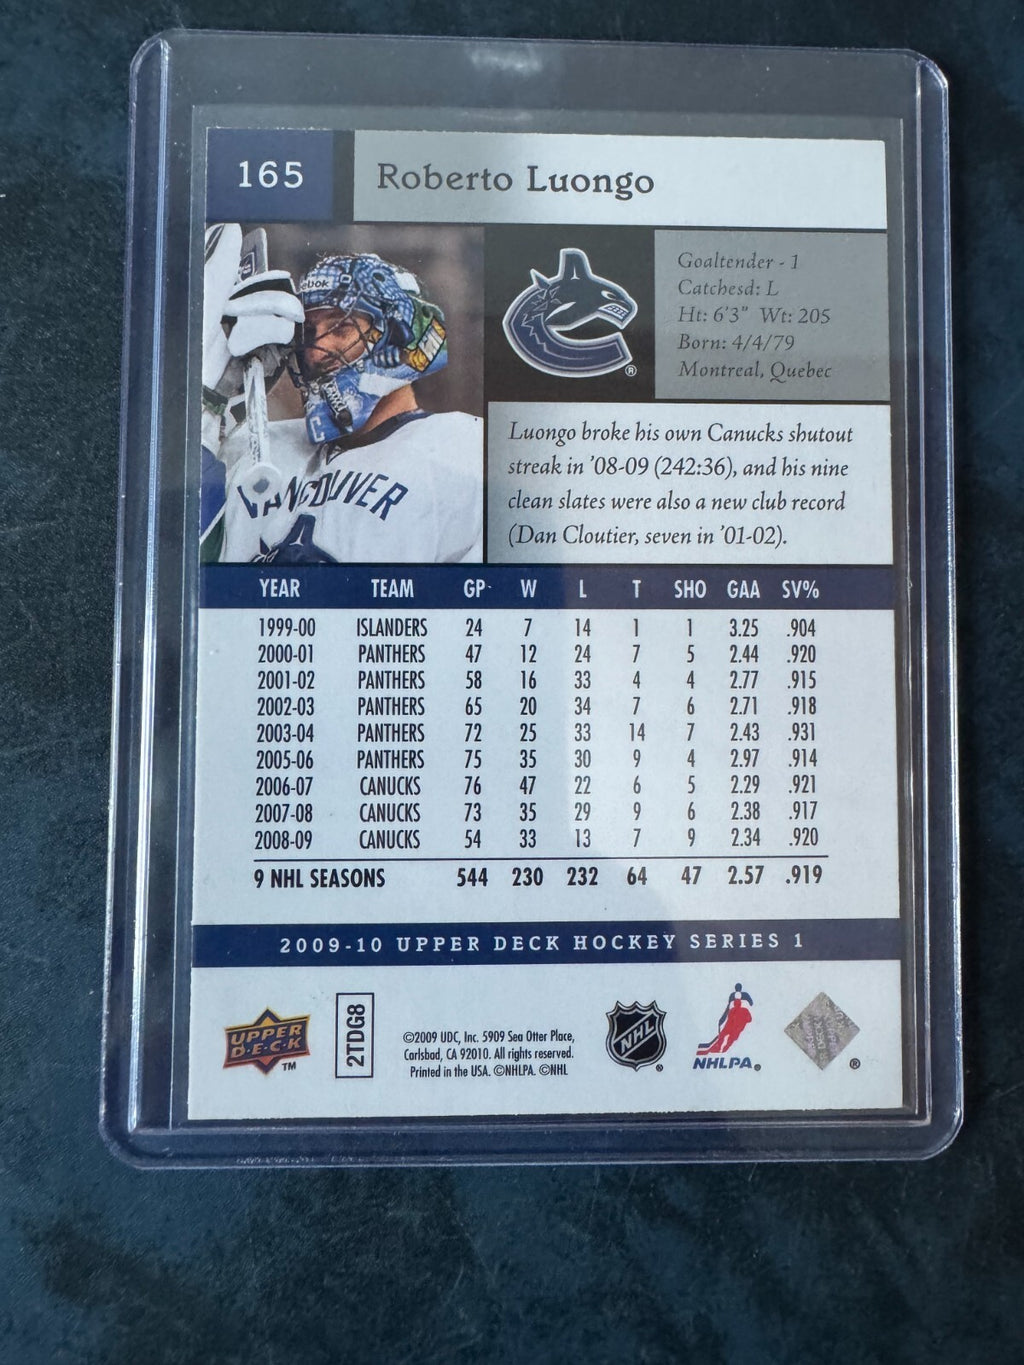 165
Roberto Luongo
Goaltender - 1
Catchesd: L
Ht: 6'3" Wt: 205
Born: 4/4/79
Montreal, Quebec
Luongo broke his own Canucks shutout
streak in '08-09 (242:36), and his nine
clean slates were also a new club record
(Dan Cloutier, seven in '01-02).
VANCOUVER
C
YEAR TEAM GP W L T SHO GAA SV%
1999-00 ISLANDERS 24 7 14 1 1 3.25 .904
2000-01 PANTHERS 47 12 24 7 5 2.44 .920
2001-02 PANTHERS 58 16 33 4 4 2.77 .915
2002-03 PANTHERS 65 20 34 7 6 2.71 .918
2003-04 PANTHERS 72 25 33 14 7 2.43 .931
2005-06 PANTHERS 75 35 30 9 4 2.97 .914
2006-07 CANUCKS 76 47 22 6 5 2.29 .921
2007-08 CANUCKS 73 35 29 9 6 2.38 .917
2008-09 CANUCKS 54 33 13 7 9 2.34 .920
9 NHL SEASONS 544 230 232 64 47 2.57 .919
2009-10 UPPER DECK HOCKEY SERIES 1
UPPER
D·E·C·K
TM
2TDG8
©2009 UDC, Inc. 5909 Sea Otter Place,
Carlsbad, CA 92010. All rights reserved.
Printed in the USA. ©NHLPA. ©NHL
NHL
®
NHLPA®
®